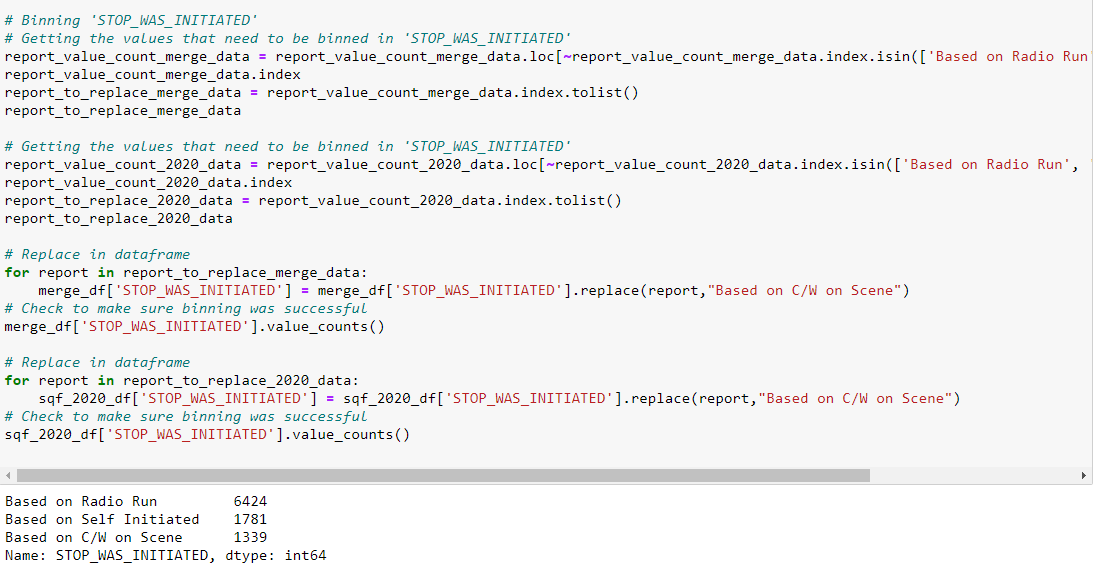 # Binning 'STOP_WAS_INITIATED'
# Getting the values that need to be binned in 'STOP_WAS_INITIATED'
report_value_count_merge_data = report_value_count_merge_data.loc[~report_value_count_merge_data.index.isin(['Based on Radio Run
report_value_count_merge_data.index
report_to_replace_merge_data = report_value_count_merge_data.index.tolist()
report_to_replace_merge_data

# Getting the values that need to be binned in 'STOP_WAS_INITIATED'
report_value_count_2020_data = report_value_count_2020_data.loc[~report_value_count_2020_data.index.isin(['Based on Radio Run',
report_value_count_2020_data.index
report_to_replace_2020_data = report_value_count_2020_data.index.tolist()
report_to_replace_2020_data

# Replace in dataframe
for report in report_to_replace_merge_data:
    merge_df['STOP_WAS_INITIATED'] = merge_df['STOP_WAS_INITIATED'].replace(report,"Based on C/W on Scene")
# Check to make sure binning was successful
merge_df['STOP_WAS_INITIATED'].value_counts()

# Replace in dataframe
for report in report_to_replace_2020_data:
    sqf_2020_df['STOP_WAS_INITIATED'] = sqf_2020_df['STOP_WAS_INITIATED'].replace(report,"Based on C/W on Scene")
# Check to make sure binning was successful
sqf_2020_df['STOP_WAS_INITIATED'].value_counts()

Based on Radio Run         6424
Based on Self Initiated    1781
Based on C/W on Scene      1339
Name: STOP_WAS_INITIATED, dtype: int64